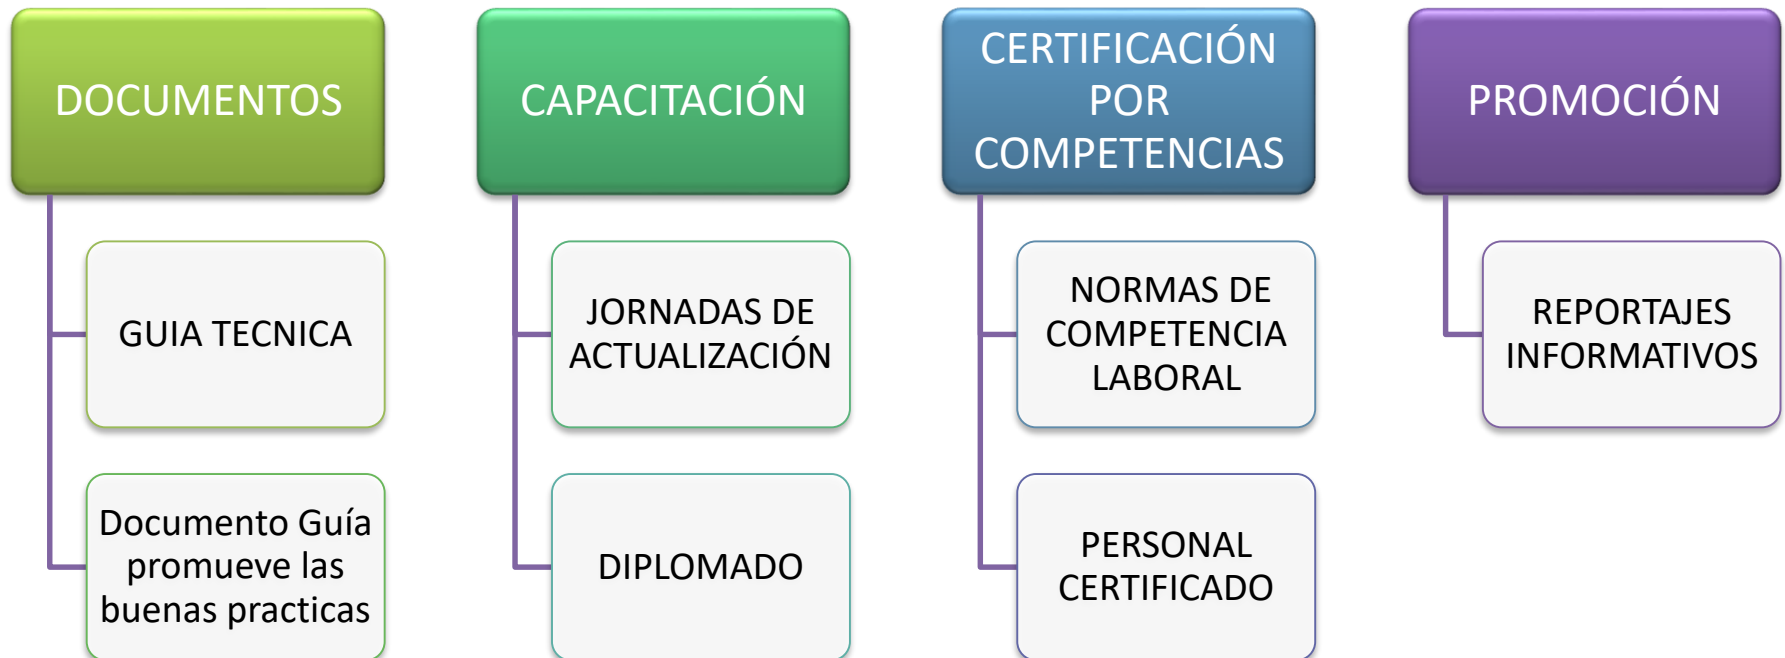 DOCUMENTOS
GUIA TECNICA
Documento Guía
promueve las
buenas practicas
CAPACITACIÓN
JORNADAS DE
ACTUALIZACIÓN
DIPLOMADO
CERTIFICACIÓN
POR
COMPETENCIAS
NORMAS DE
COMPETENCIA
LABORAL
PERSONAL
CERTIFICADO
PROMOCIÓN
REPORTAJES
INFORMATIVOS